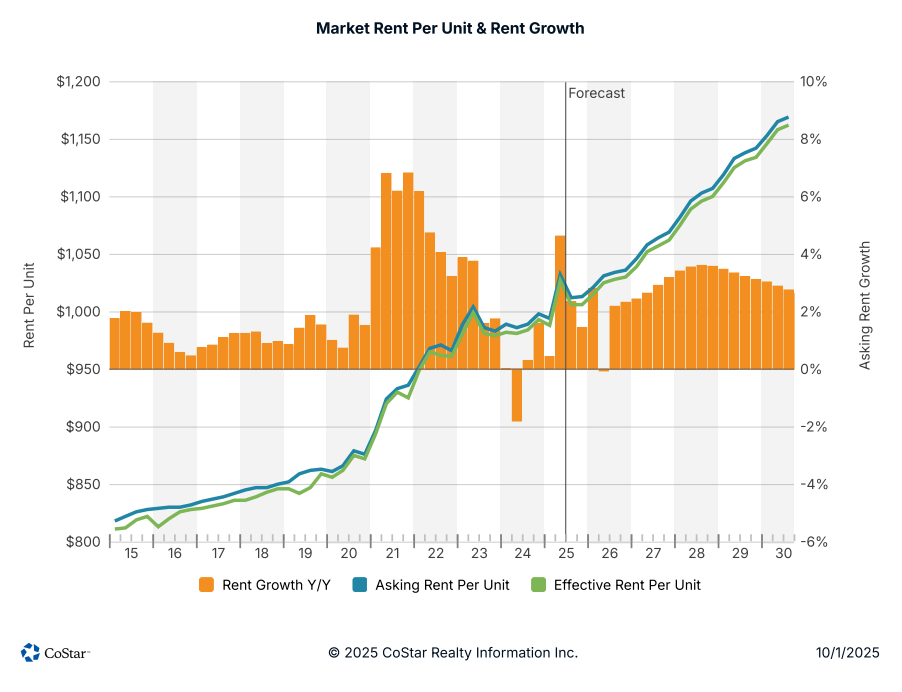 Market Rent Per Unit & Rent Growth
$1,200
10%
Forecast
$1,150
8%
$1,100
6%
$1,050
4%
$1,000
2%
$950
0%
$900
-2%
$850
-4%
$800
-6%
Rent Per Unit
Asking Rent Growth
15 16 17 18 19 20 21 22 23 24 25 26 27 28 29 30
Rent Growth Y/Y Asking Rent Per Unit Effective Rent Per Unit
CoStar™ © 2025 CoStar Realty Information Inc. 10/1/2025